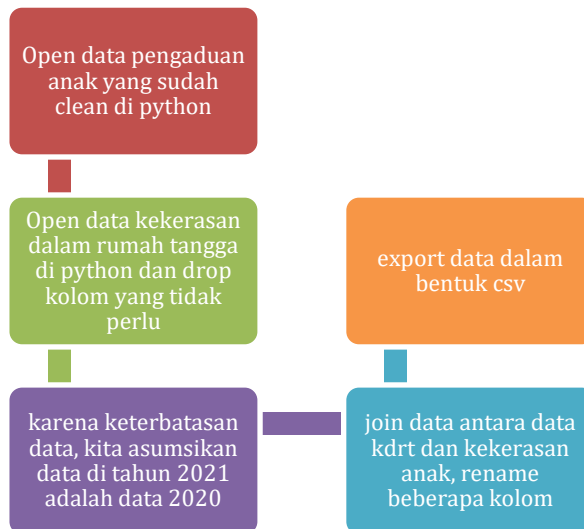 Open data pengaduan
anak yang sudah
clean di python
Open data kekerasan
dalam rumah tangga
di python dan drop
kolom yang tidak
perlu
karena keterbatasan
data, kita asumsikan
data di tahun 2021
adalah data 2020
join data antara data
kdrt dan kekerasan
anak, rename
beberapa kolom
export data dalam
bentuk csv